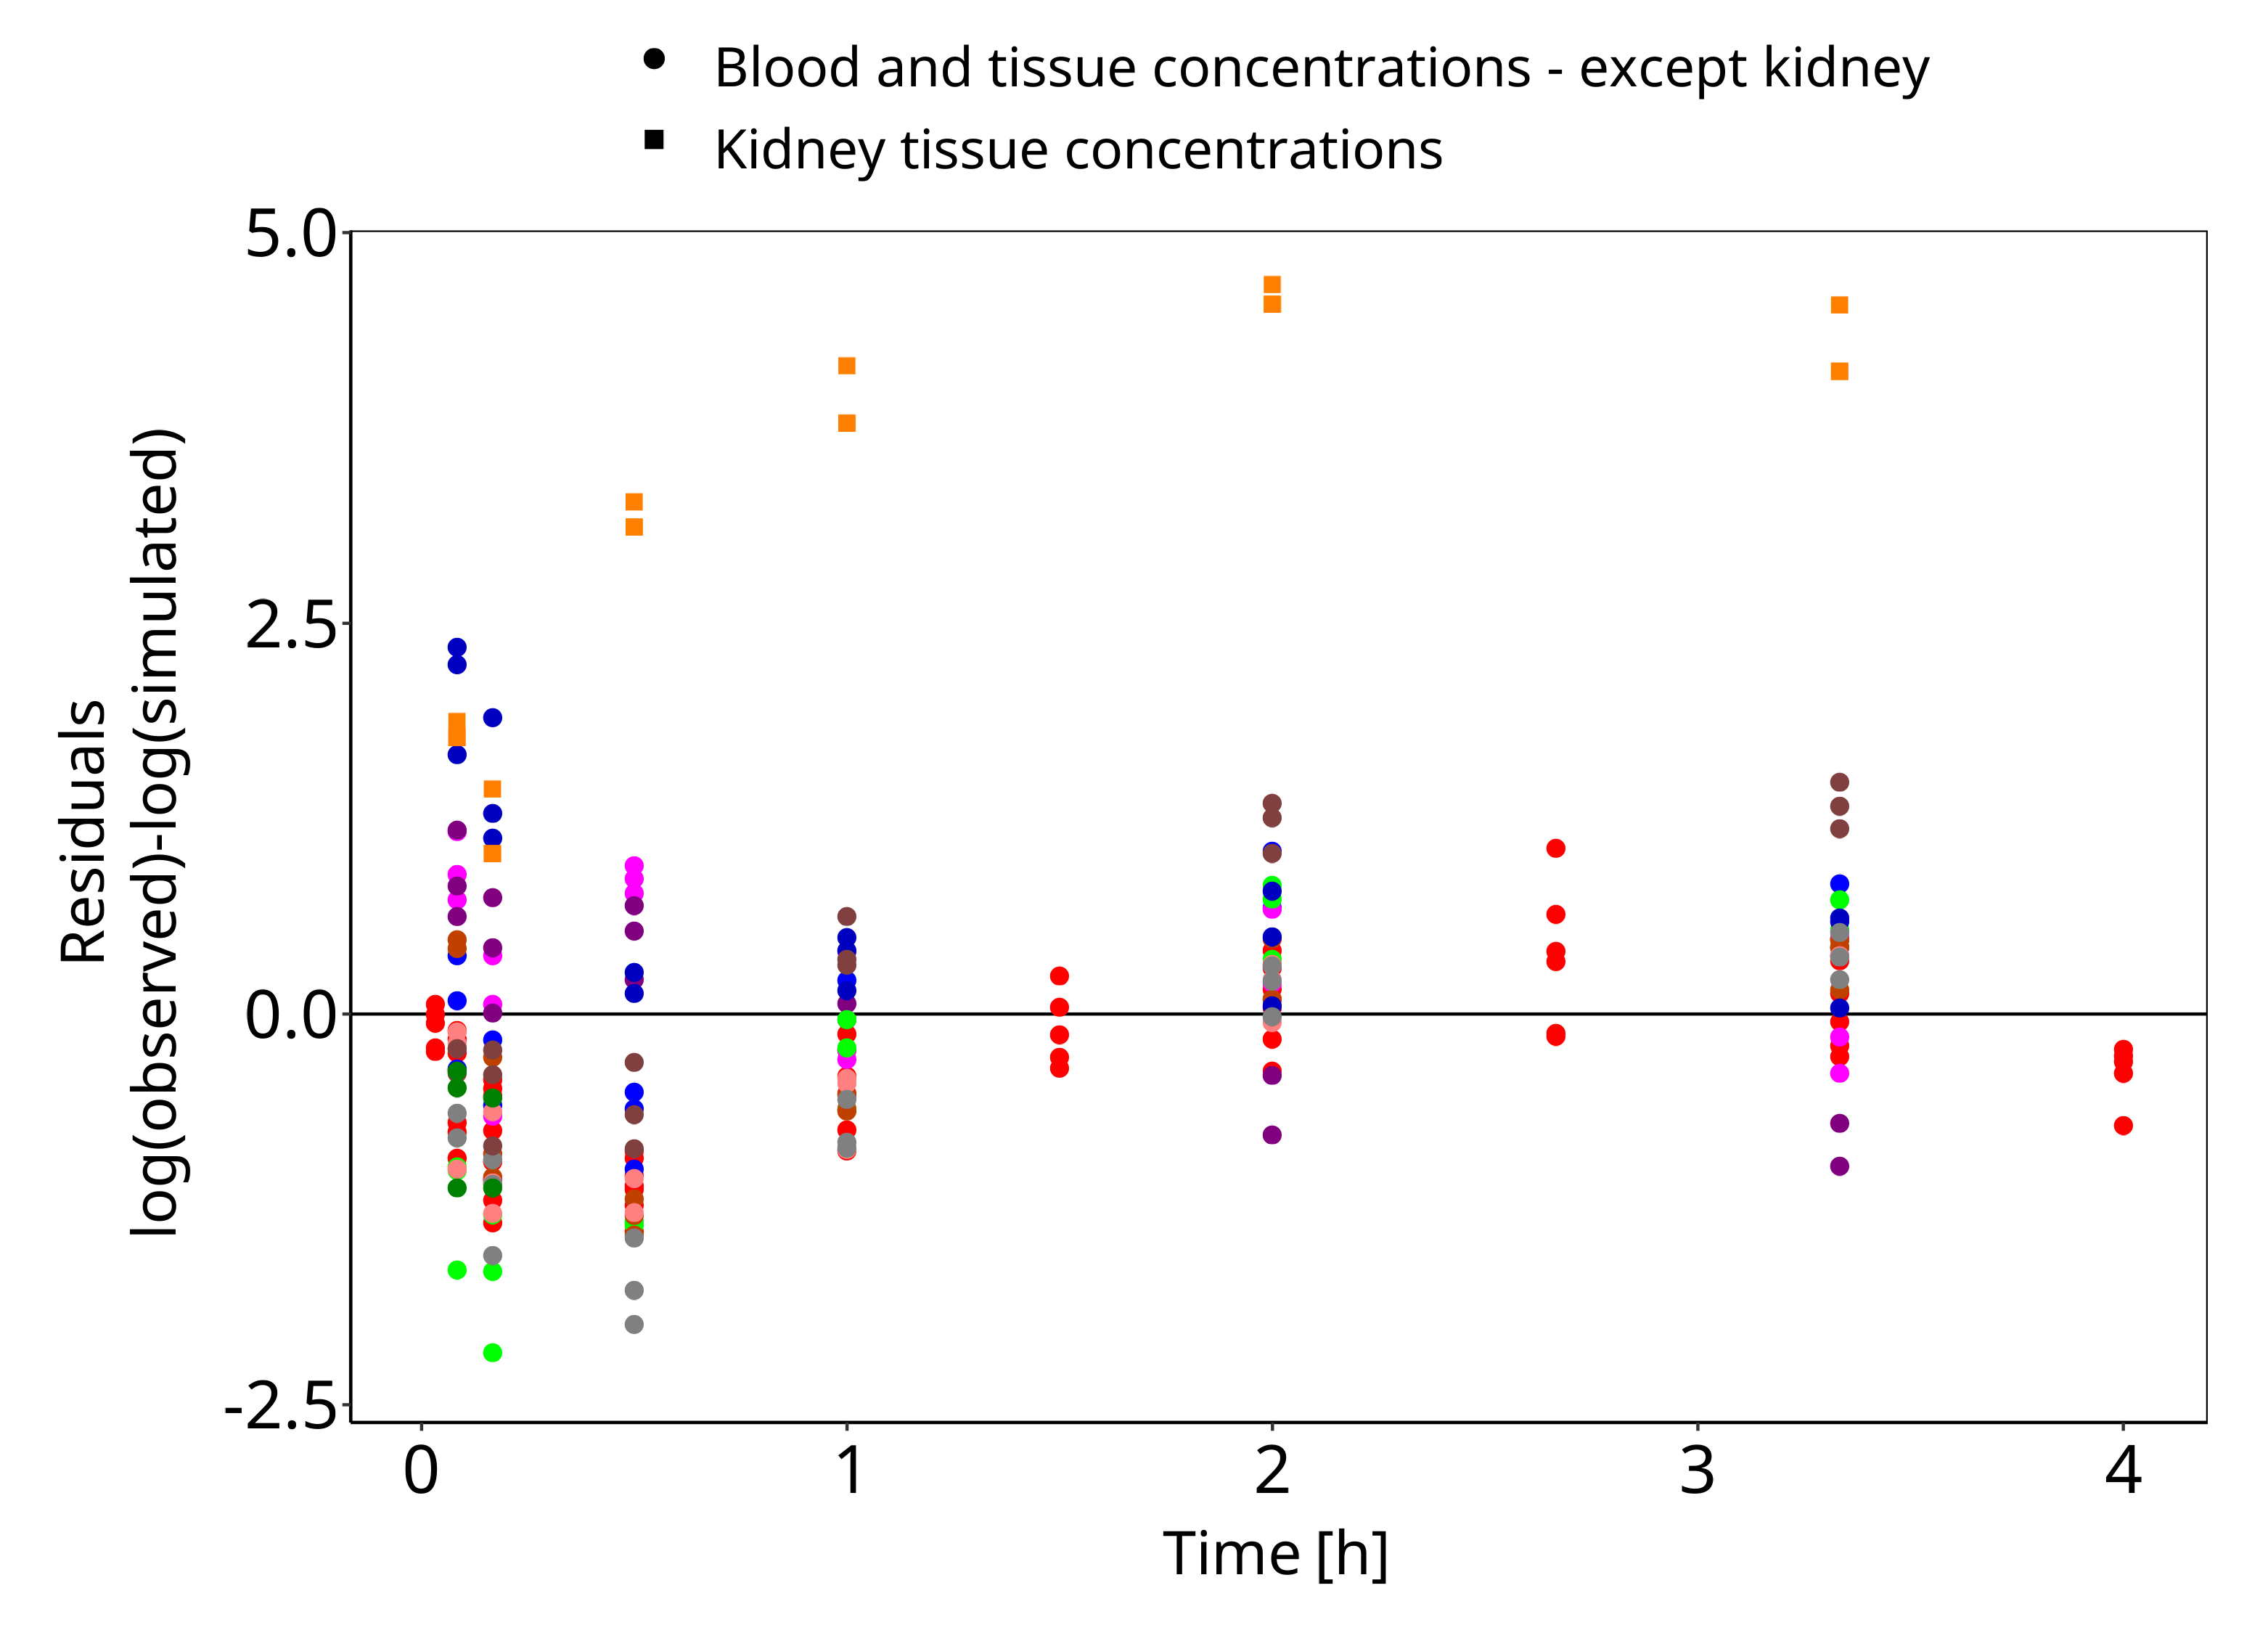 Blood and tissue concentrations - except kidney
Kidney tissue concentrations
5.0
2.5
0.0
-2.5
Residuals
log(observed)-log(simulated)
0
1
2
3
4
Time [h]